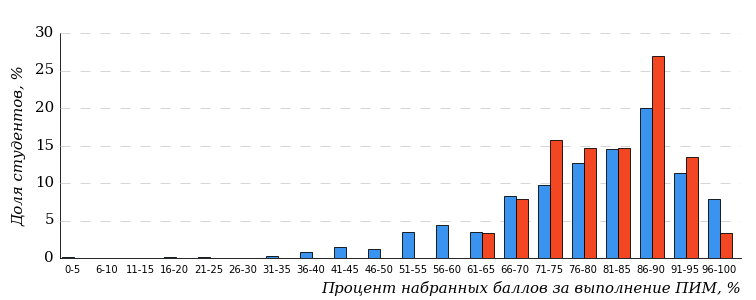 30
25
20
15
10
5
0
Доля студентов, %
0-5 6-10 11-15 16-20 21-25 26-30 31-35 36-40 41-45 46-50 51-55 56-60 61-65 66-70 71-75 76-80 81-85 86-90 91-95 96-100
Процент набранных баллов за выполнение ПИМ, %